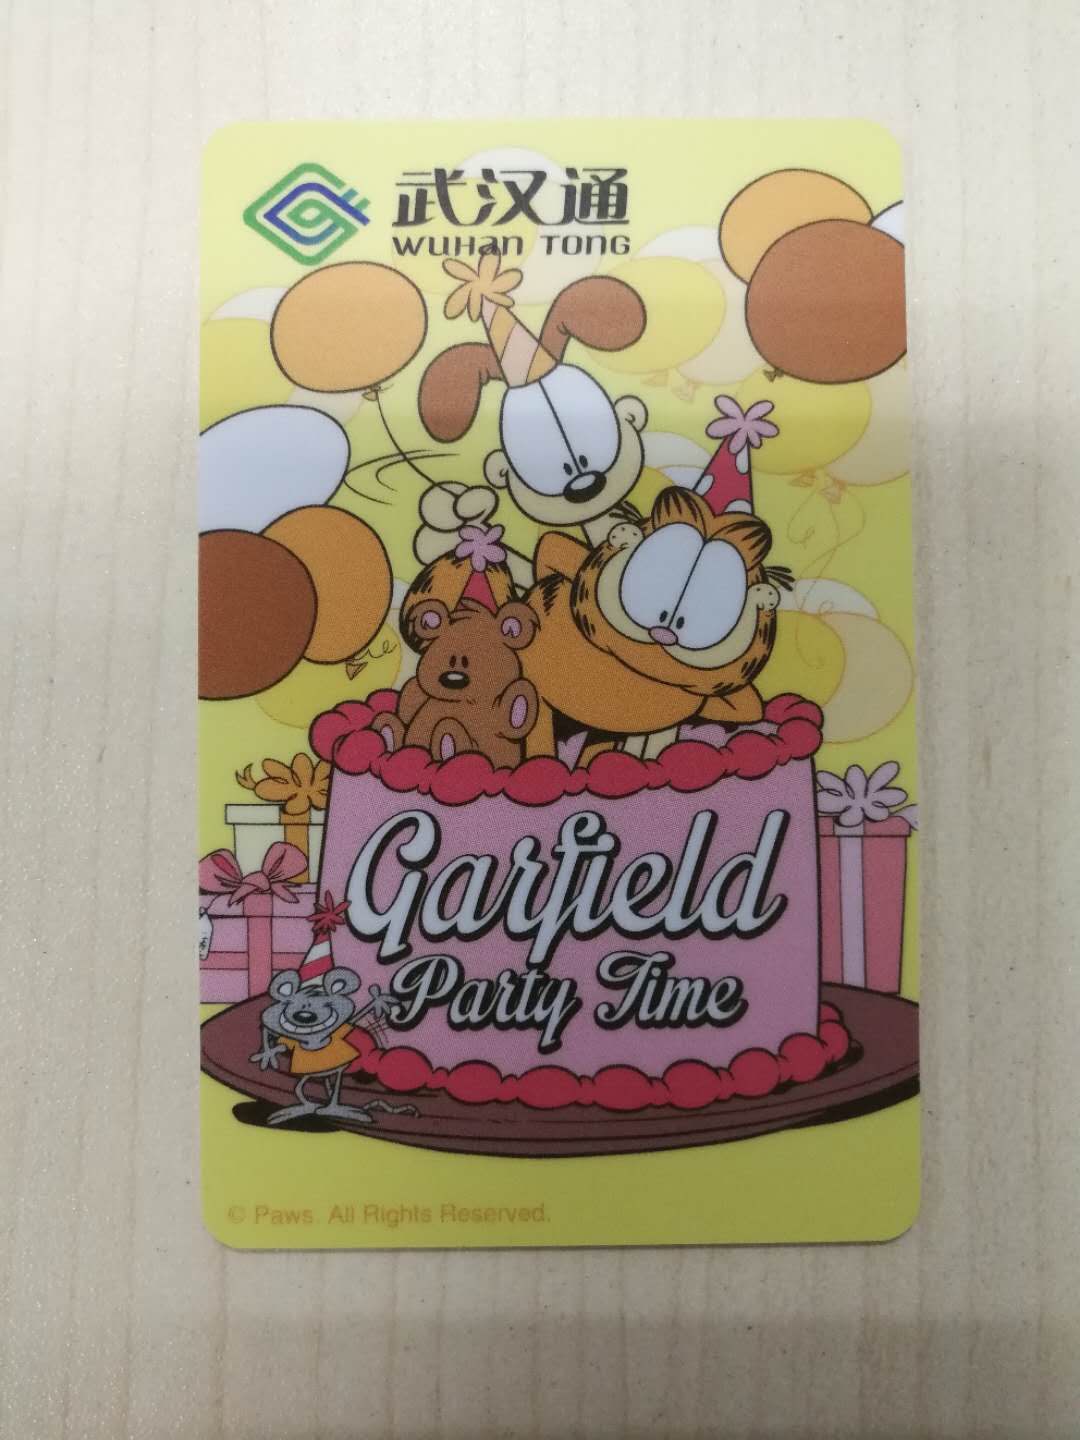 武汉通
WUHAN TONG
Garfield
Party Time
© Paws. All Rights Reserved.